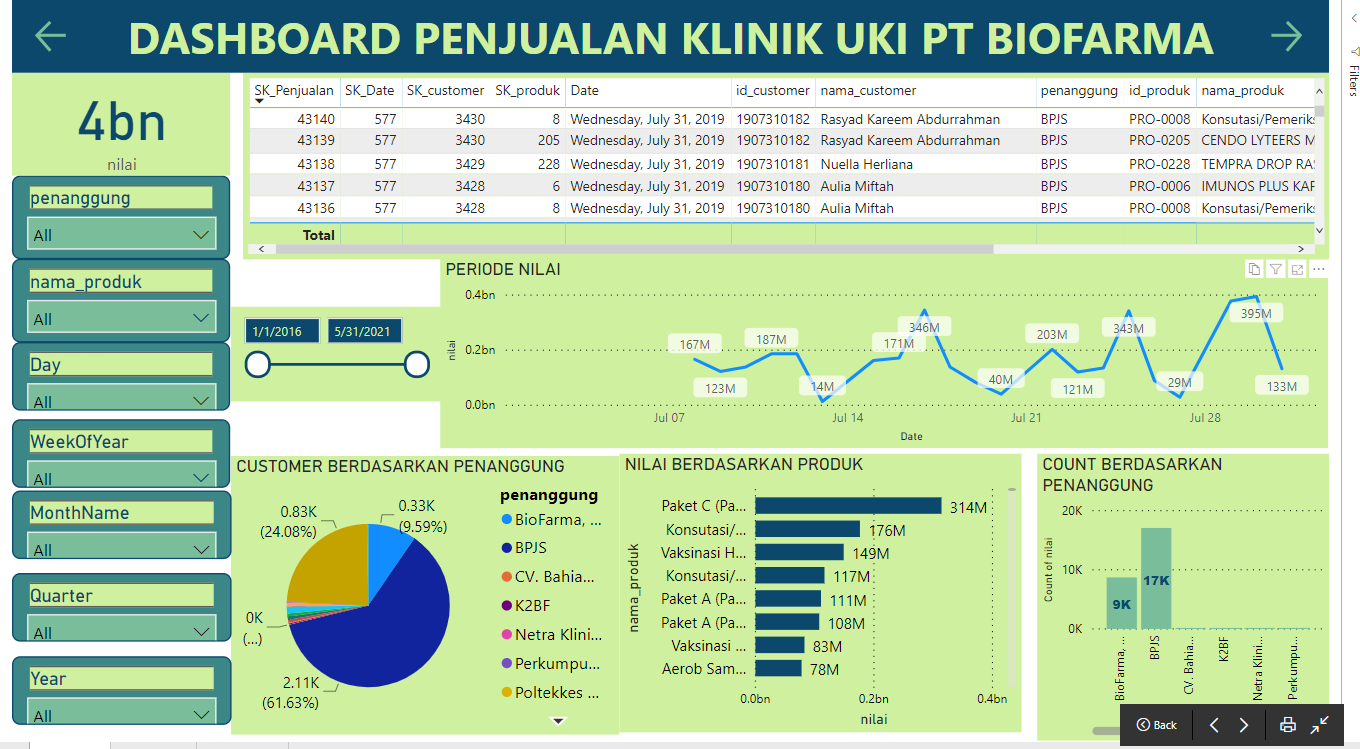 DASHBOARD PENJUALAN KLINIK UKI PT BIOFARMA
Filters
4bn
nilai
penanggung
All
nama_produk
All
Day
All
WeekOfYear
All
MonthName
All
Quarter
All
Year
All
SK_Penjualan SK_Date SK_customer SK_produk Date id_customer nama_customer penanggung id_produk nama_produk
43140 577 3430 8 Wednesday, July 31, 2019 1907310182 Rasyad Kareem Abdurrahman BPJS PRO-0008 Konsutasi/Pemeriks
43139 577 3430 205 Wednesday, July 31, 2019 1907310182 Rasyad Kareem Abdurrahman BPJS PRO-0205 CENDO LYTEERS M
43138 577 3429 228 Wednesday, July 31, 2019 1907310181 Nuella Herliana BPJS PRO-0228 TEMPRA DROP RAS
43137 577 3428 6 Wednesday, July 31, 2019 1907310180 Aulia Miftah BPJS PRO-0006 IMUNOS PLUS KAP
43136 577 3428 8 Wednesday, July 31, 2019 1907310180 Aulia Miftah BPJS PRO-0008 Konsutasi/Pemeriks
Total
1/1/2016 5/31/2021
PERIODE NILAI
nilai
0.4bn
0.2bn
0.0bn
167M
123M
187M
14M
171M
346M
40M
203M
121M
343M
29M
395M
133M
Jul 07 Jul 14 Jul 21 Jul 28
Date
CUSTOMER BERDASARKAN PENANGGUNG
0.83K
(24.08%)
0.33K
(9.59%)
0K
(...)
2.11K
(61.63%)
penanggung
BioFarma, ...
BPJS
CV. Bahia...
K2BF
Netra Klini...
Perkumpu...
Poltekkes ...
NILAI BERDASARKAN PRODUK
nama_produk
Paket C (Pa... 314M
Konsutasi/... 176M
Vaksinasi H... 149M
Konsutasi/... 117M
Paket A (Pa... 111M
Paket A (Pa... 108M
Vaksinasi ... 83M
Aerob Sam... 78M
0.0bn 0.2bn 0.4bn
nilai
COUNT BERDASARKAN
PENANGGUNG
Count of nilai
20K
10K
0K
9K
17K
BioFarma, ...
BPJS
CV. Bahia...
K2BF
Netra Klini...
Perkumpu...
Back